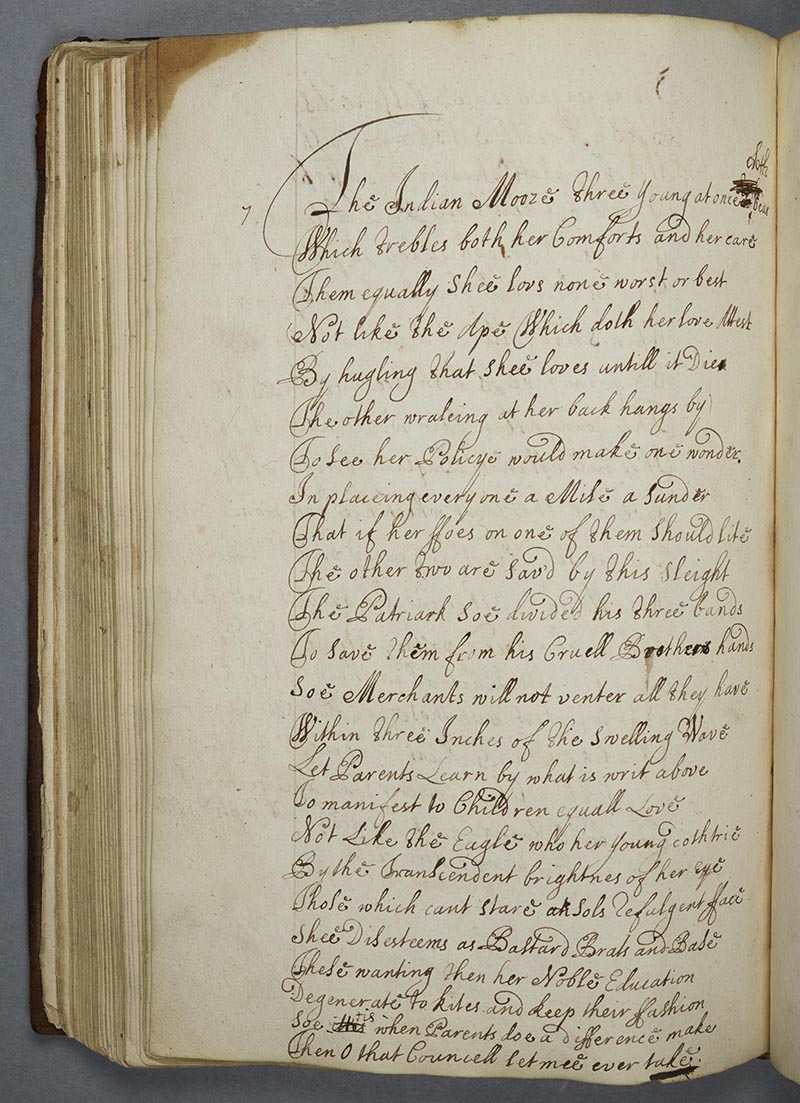 7
The Indian Mooze three Young at once doth bear
Which trebles both her Comforts and her care
Them equally Shee lovs none worst or best
Not like the Ape Which doth her love Attest
By hugling that shee loves untill it Die
The other wraleing at her back hangs by
To see her Policye would make one wonder
In placeing every one a Mile a sunder
That if her ffoes on one of them should lite
The other two are sav'd by this sleight
The Patriark Soe divided his three bands
To save them from his Cruell Brothers hands
Soe Merchants will not venter all they have
Within three Inches of the swelling Wave
Let Parents Learn by what is writ above
To manifest to Children equall Love
Not Like the Eagle who her young coth trie
By the Transcendent brightnes of her eye
Those which cant stare at Sols refulgent fface
Shee Disesteems as Bastard Brats and Base
These wanting then her Noble Education
Degenerate to kites and keep their fashion
Soe tis when Parents doe a difference make
Then O that Councell let mee ever take.